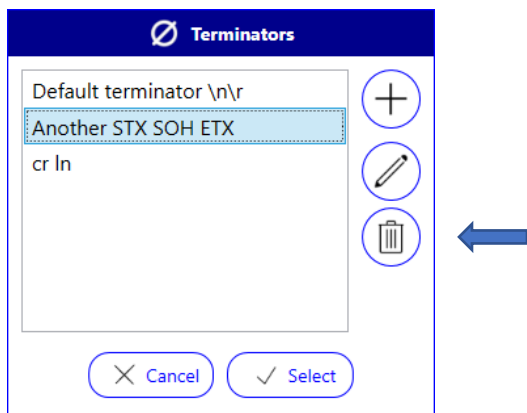 Terminators
Default terminator \n\r
Another STX SOH ETX
cr ln
Cancel
Select